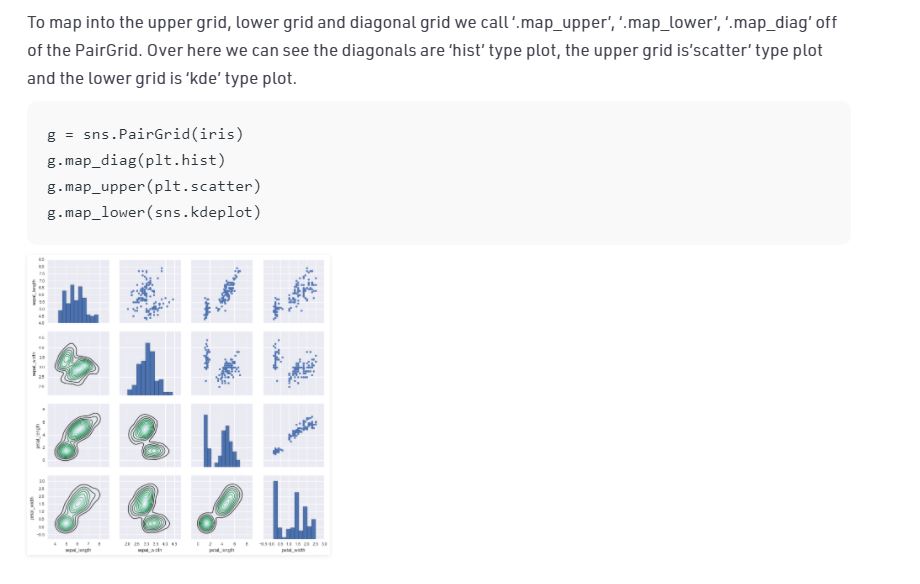 To map into the upper grid, lower grid and diagonal grid we call '.map_upper', '.map_lower', '.map_diag' off
of the PairGrid. Over here we can see the diagonals are 'hist' type plot, the upper grid is'scatter' type plot
and the lower grid is 'kde' type plot.
g = sns.PairGrid(iris)
g.map_diag(plt.hist)
g.map_upper(plt.scatter)
g.map_lower(sns.kdeplot)
sepal_length
sepal_width
petal_length
petal_width
sepal_length sepal_width petal_length petal_width